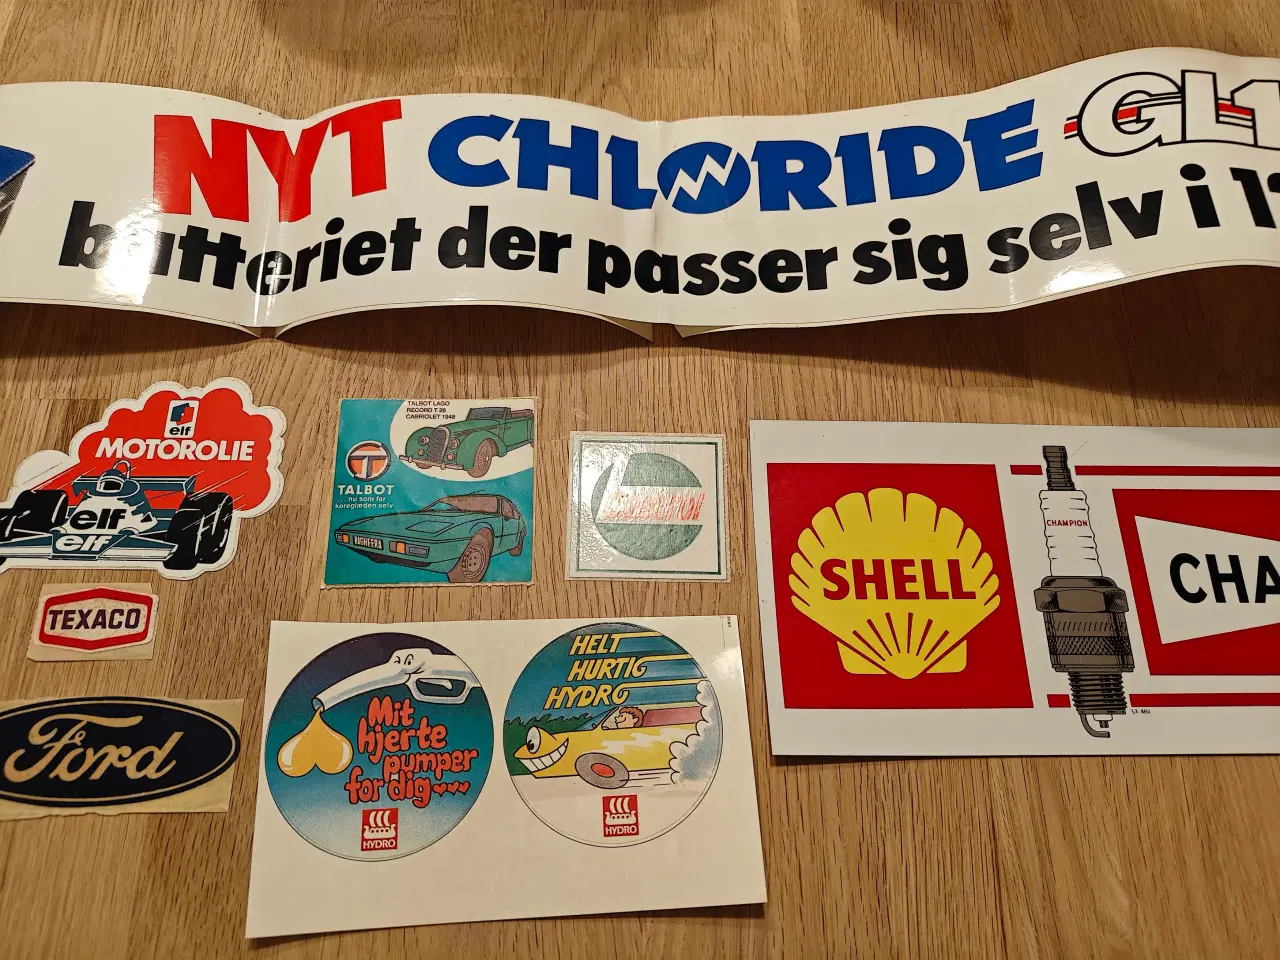 NYT CHLORIDE GL1
batteriet der passer sig selv i
elf
MOTOROLIE
elf
elf
TEXACO
Ford
TALBOT LAGO
RECORD T 26
CABRIOLET 1948
TALBOT
...nu som før
køreglæden selv
BAGHEERA
Mit
hjerte
pumper
for dig
HYDRO
HELT
HURTIG
HYDRO
HYDRO
SHELL
CHAMPION
CHA